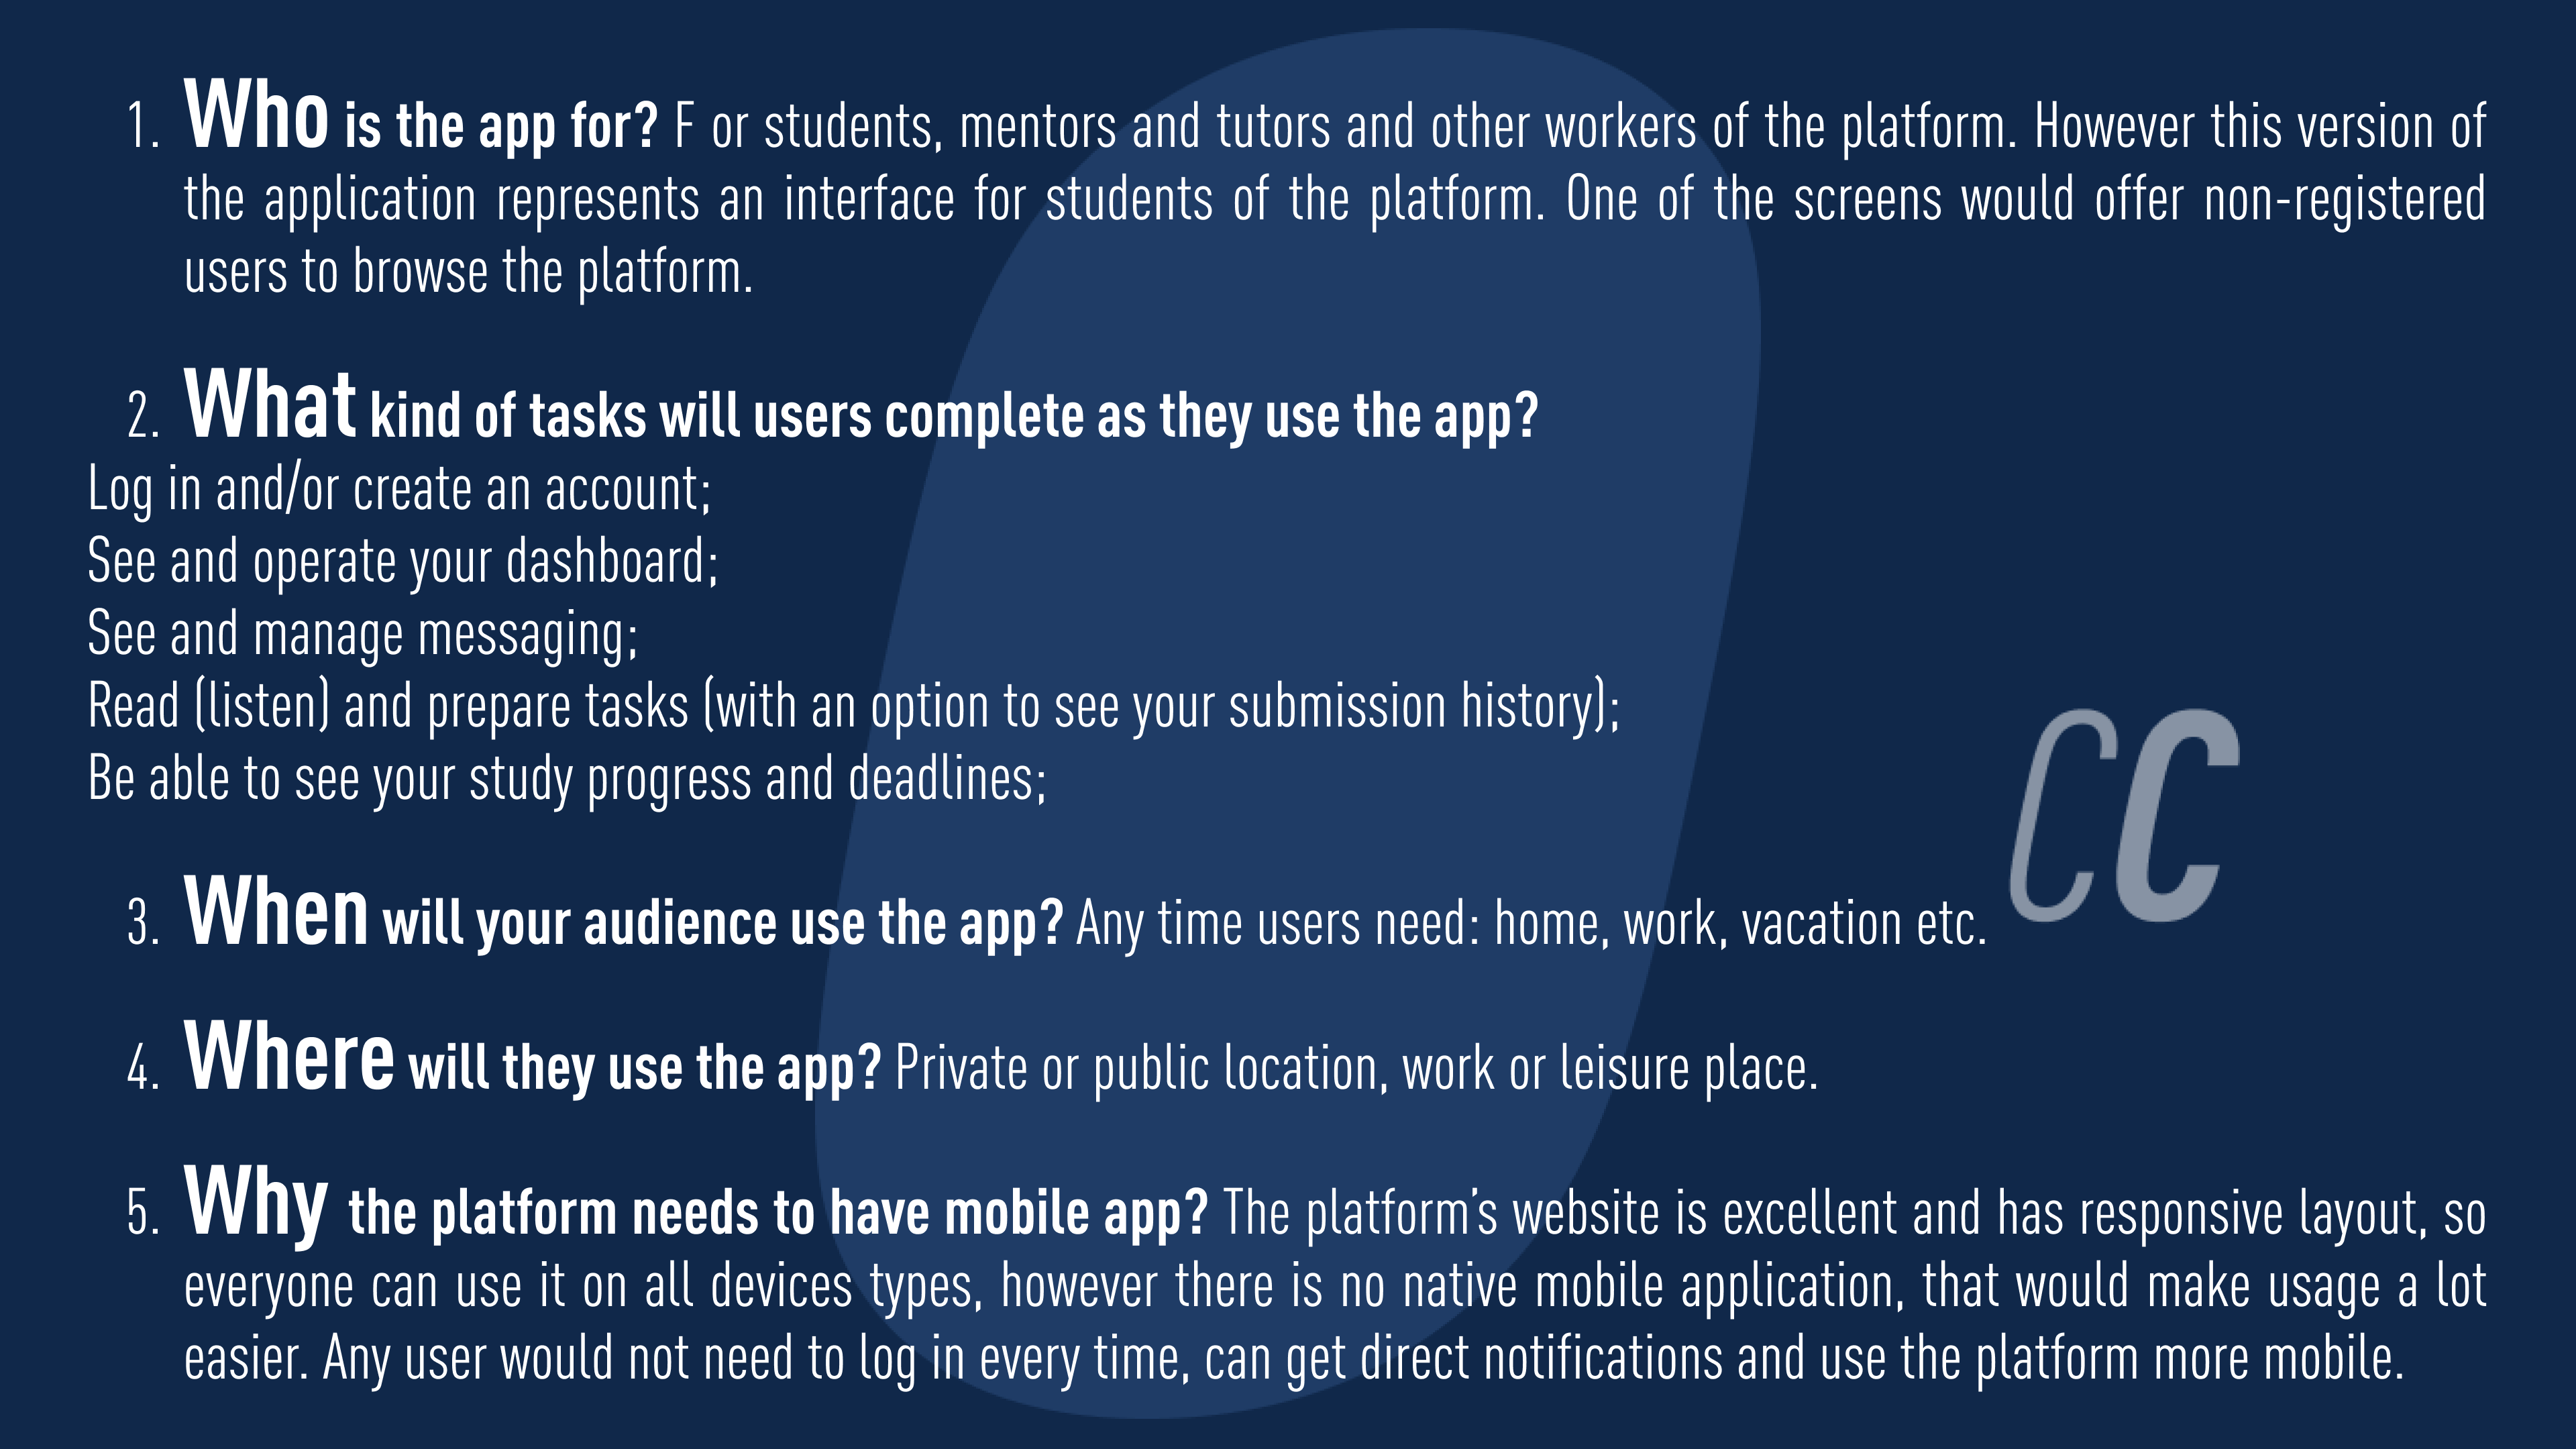 1. Who is the app for? F or students, mentors and tutors and other workers of the platform. However this version of
the application represents an interface for students of the platform. One of the screens would offer non-registered
users to browse the platform.
2. What kind of tasks will users complete as they use the app?
Log in and/or create an account;
See and operate your dashboard;
See and manage messaging;
Read (listen) and prepare tasks (with an option to see your submission history);
Be able to see your study progress and deadlines;
CC
3. When will your audience use the app? Any time users need: home, work, vacation etc.
4. Where will they use the app? Private or public location, work or leisure place.
5. Why the platform needs to have mobile app? The platform’s website is excellent and has responsive layout, so
everyone can use it on all devices types, however there is no native mobile application, that would make usage a lot
easier. Any user would not need to log in every time, can get direct notifications and use the platform more mobile.